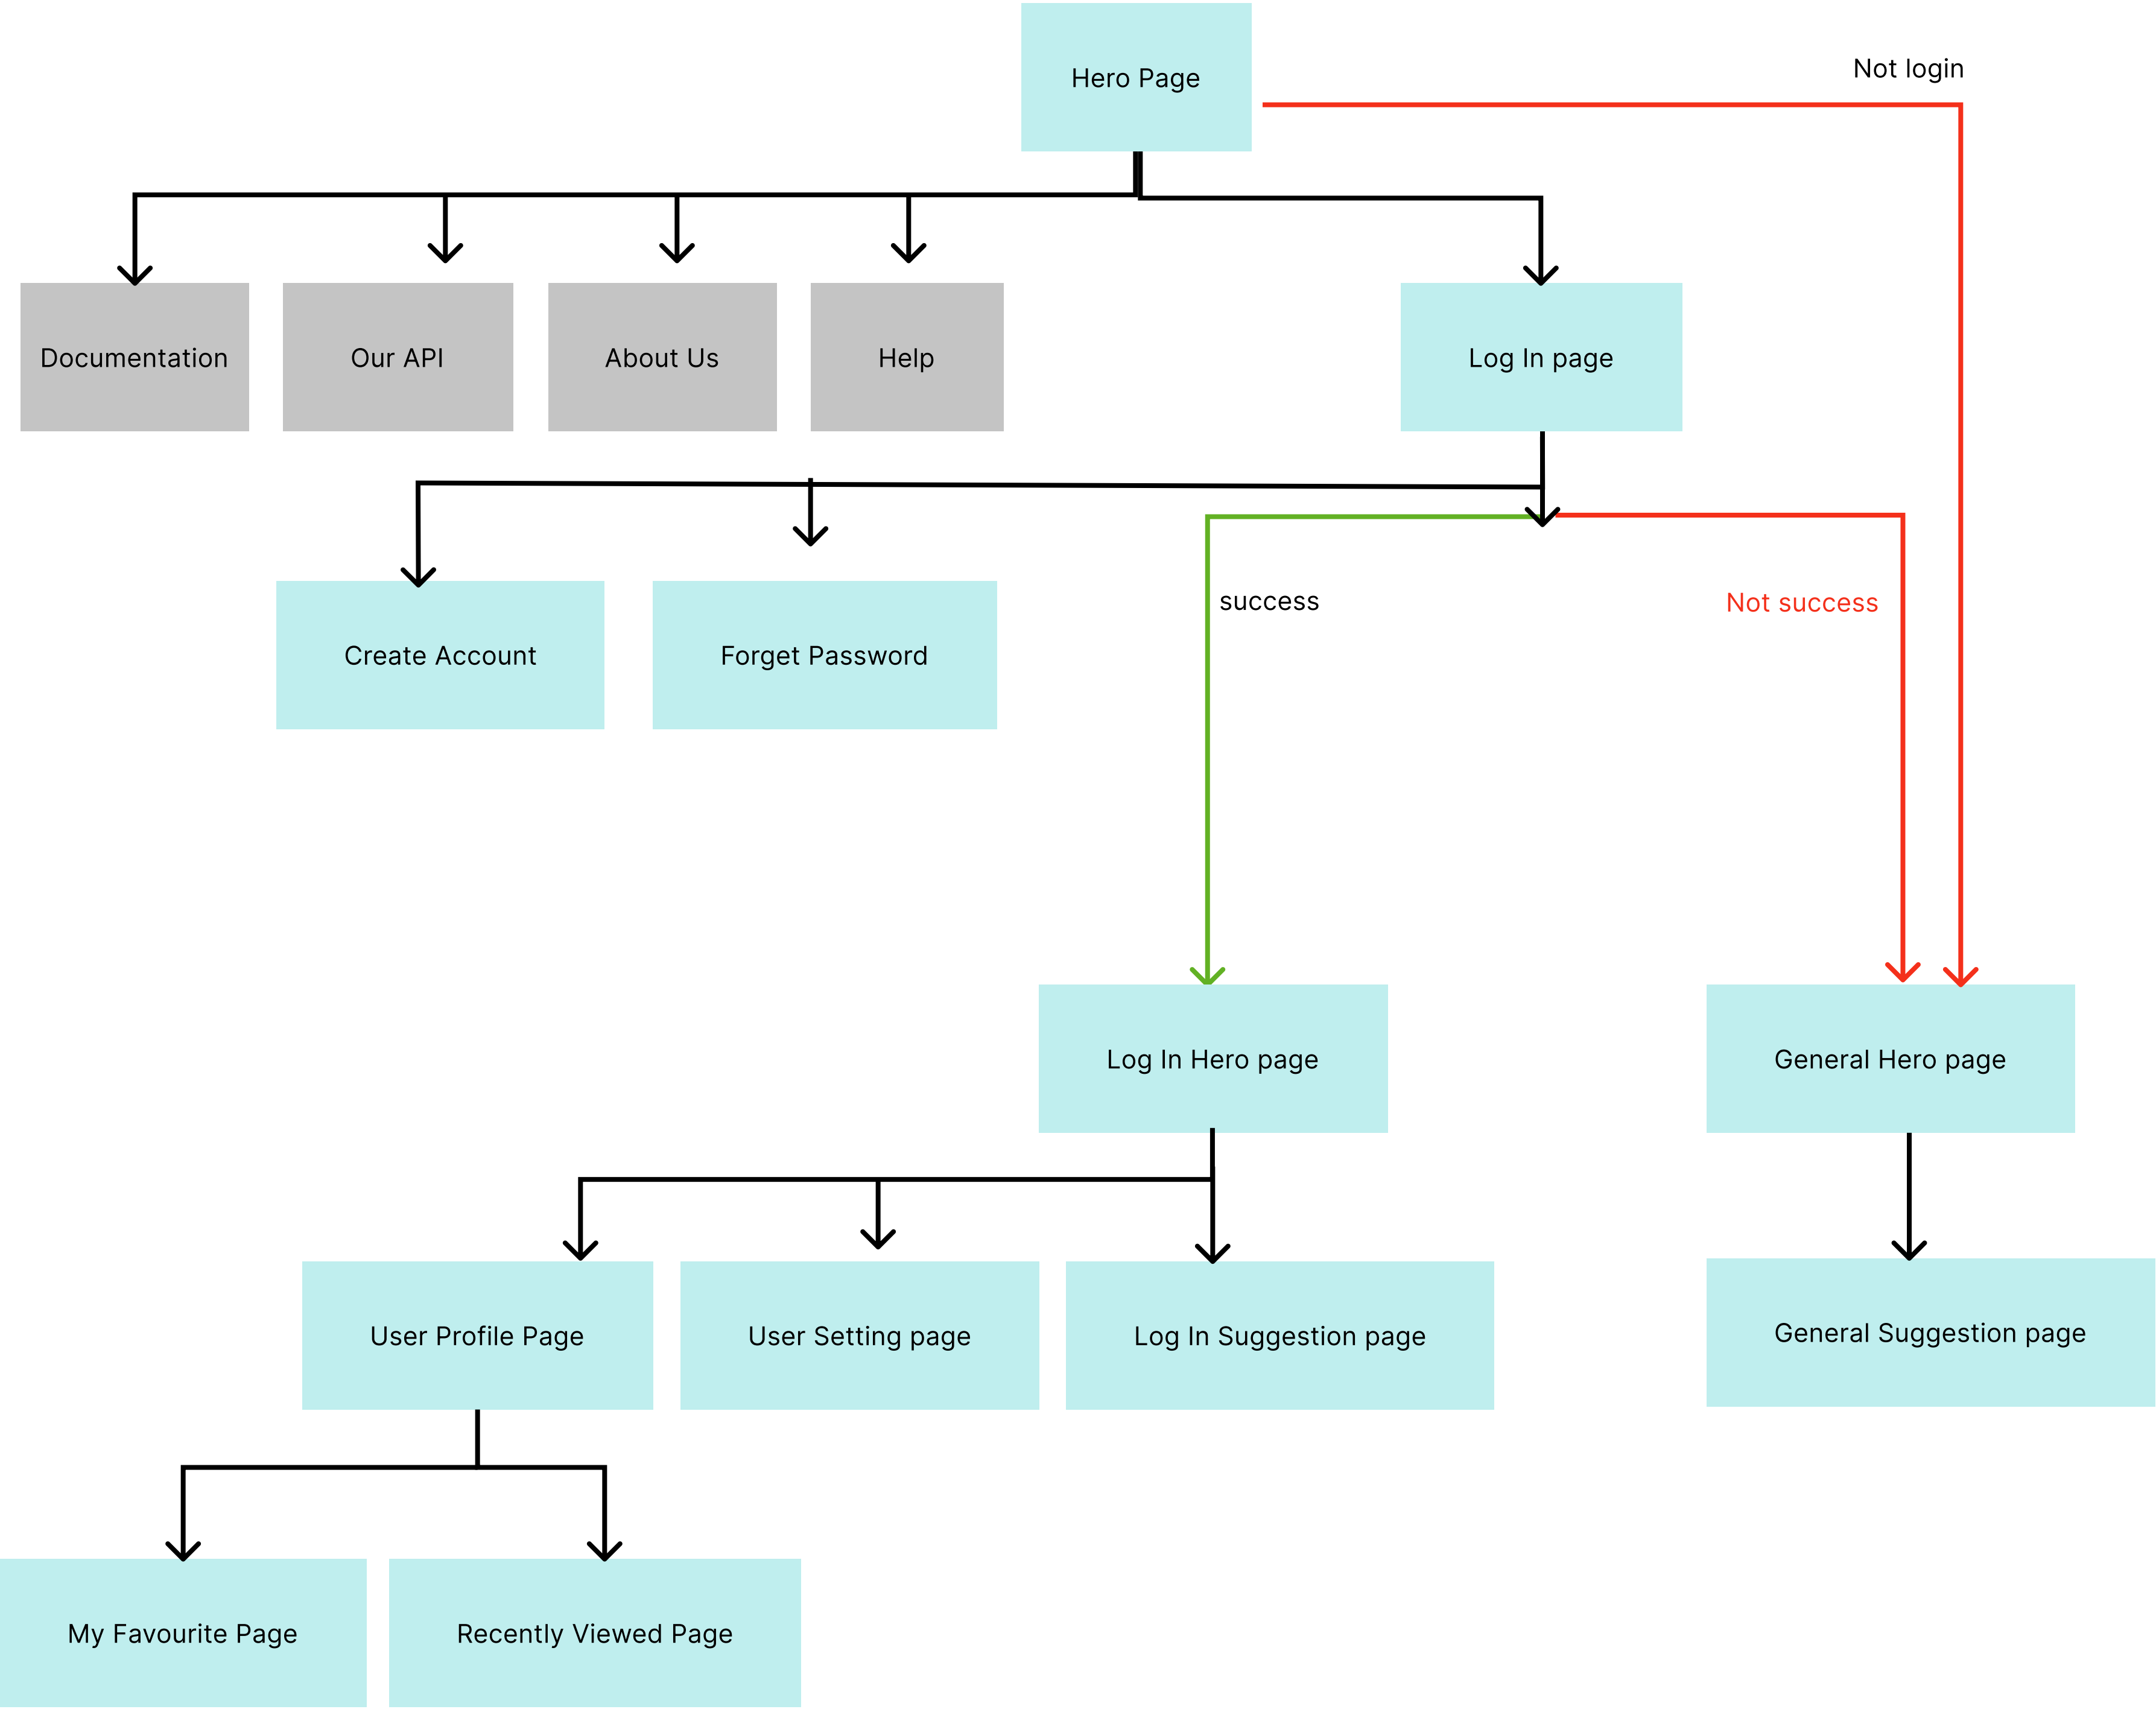 Hero Page
Not login
Documentation
Our API
About Us
Help
Log In page
success
Not success
Create Account
Forget Password
Log In Hero page
General Hero page
User Profile Page
User Setting page
Log In Suggestion page
General Suggestion page
My Favourite Page
Recently Viewed Page